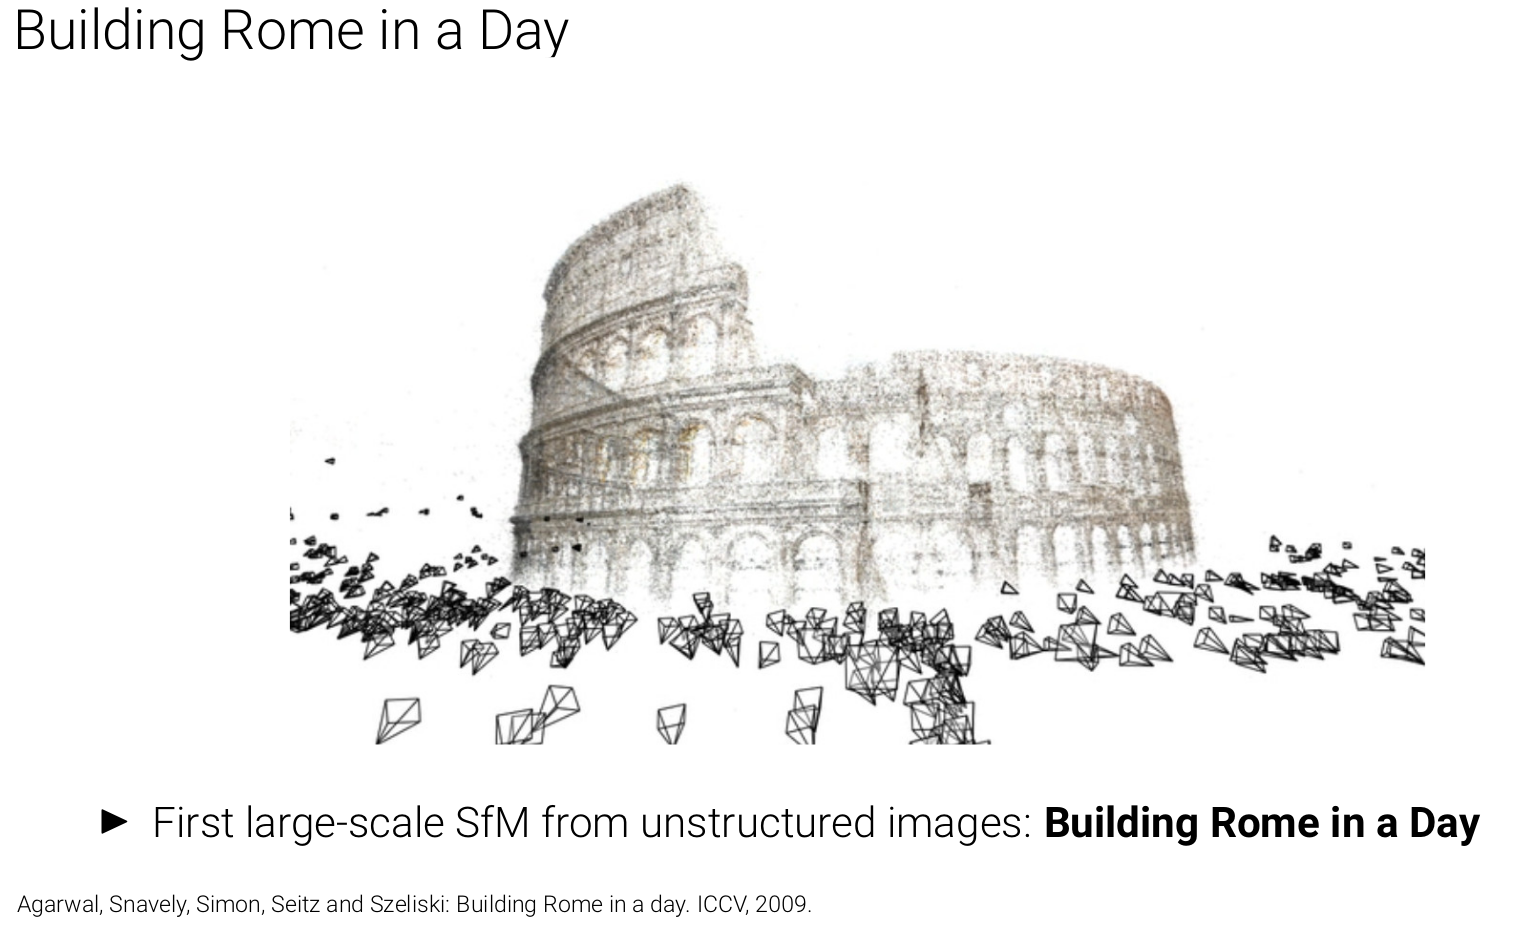 Building Rome in a Day
► First large-scale SfM from unstructured images: Building Rome in a Day
Agarwal, Snavely, Simon, Seitz and Szeliski: Building Rome in a day. ICCV, 2009.